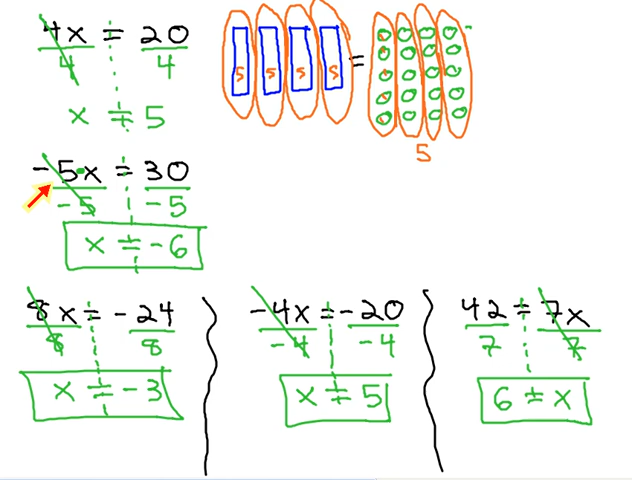 4x = 20
4 4
x = 5
5 5 5 5
=
5
-5·x = 30
-5 -5
x = -6
8x = -24
8 8
x = -3
-4x = -20
-4 -4
x = 5
42 = 7x
7 7
6 = x